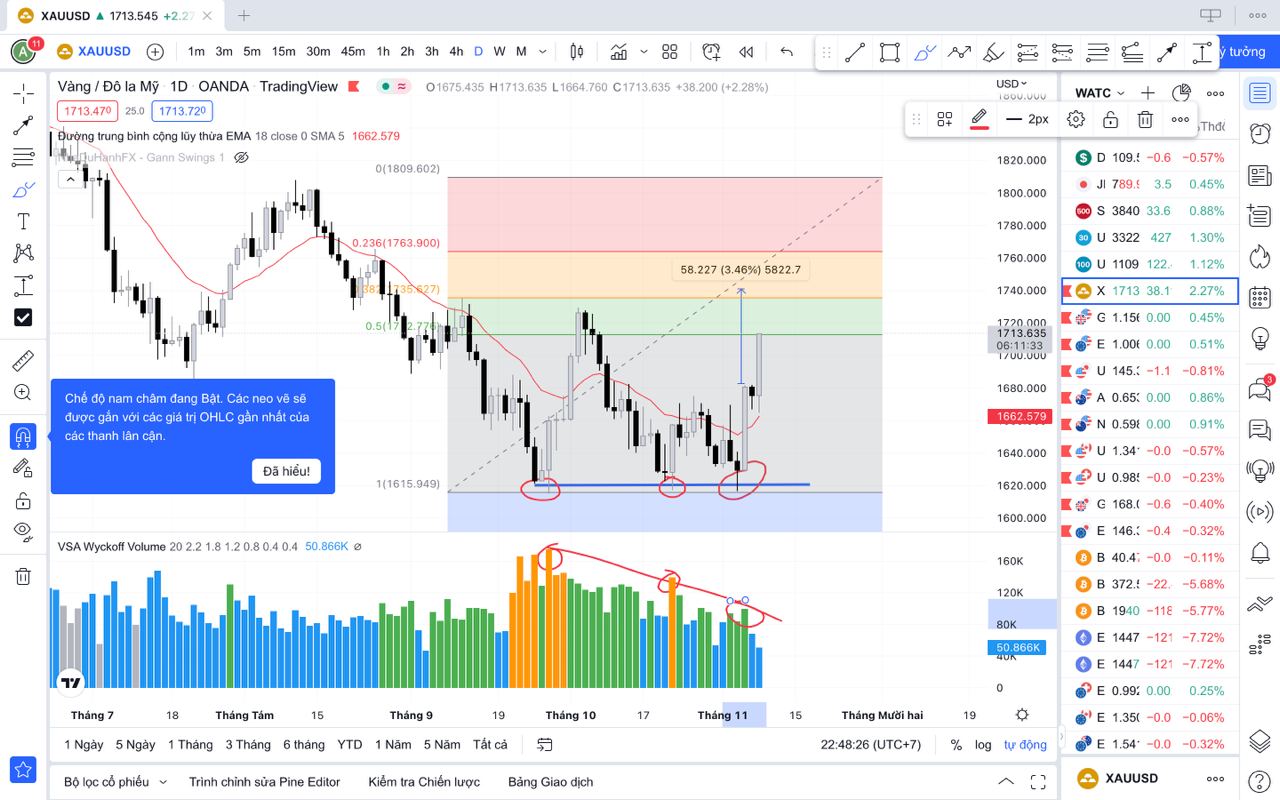 XAUUSD ▲ 1713.545 +2.27
A 11 XAUUSD 1m 3m 5m 15m 30m 45m 1h 2h 3h 4h D W M ý tưởng
Vàng / Đô la Mỹ · 1D · OANDA · TradingView O1675.435 H1713.635 L1664.760 C1713.635 +38.200 (+2.28%)
1713.470 25.0 1713.720
Đường trung bình cộng lũy thừa EMA 18 close 0 SMA 5 1662.579
DuHanhFX - Gann Swings 1
2px
USD
1860.000
1820.000
1800.000
1780.000
1760.000
1740.000
1720.000
1713.635
06:11:33
1700.000
1680.000
1662.579
1640.000
1620.000
1600.000
0(1809.602)
0.236(1763.900)
58.227 (3.46%) 5822.7
1(1615.949)
Chế độ nam châm đang Bật. Các neo vẽ sẽ
được gắn với các giá trị OHLC gần nhất của
các thanh lân cận.
Đã hiểu!
VSA Wyckoff Volume 20 2.2 1.8 1.2 0.8 0.4 0.4 50.866K ∅
160K
120K
80K
50.866K
40K
0
Tháng 7 18 Tháng Tám 15 Tháng 9 19 Tháng 10 17 Tháng 11 15 Tháng Mười hai 19
1 Ngày 5 Ngày 1 Tháng 3 Tháng 6 tháng YTD 1 Năm 5 Năm Tất cả 22:48:26 (UTC+7) % log tự động
Bộ lọc cổ phiếu Trình chỉnh sửa Pine Editor Kiểm tra Chiến lược Bảng Giao dịch
WATC
D 109.5 −0.6 −0.57%
JI 789.9 3.5 0.45%
500 S 3840 33.6 0.88%
30 U 3322 427 1.30%
100 U 1109 122. 1.12%
X 1713 38.1 2.27%
G 1.156 0.00 0.45%
E 1.006 0.00 0.51%
U 145. −1.1 −0.81%
A 0.65 0.00 0.86%
N 0.598 0.00 0.91%
U 1.34 −0.0 −0.57%
U 0.985 −0.0 −0.23%
G 168.0 −0.6 −0.40%
E 146. −0.4 −0.32%
B 40.4 −0.0 −0.11%
B 372.5 −22. −5.68%
B 1940 −118 −5.77%
E 1447 −121 −7.72%
E 1447 −121 −7.72%
E 0.992 0.00 0.25%
E 1.350 −0.0 −0.06%
E 1.54 −0.0 −0.32%
XAUUSD
3